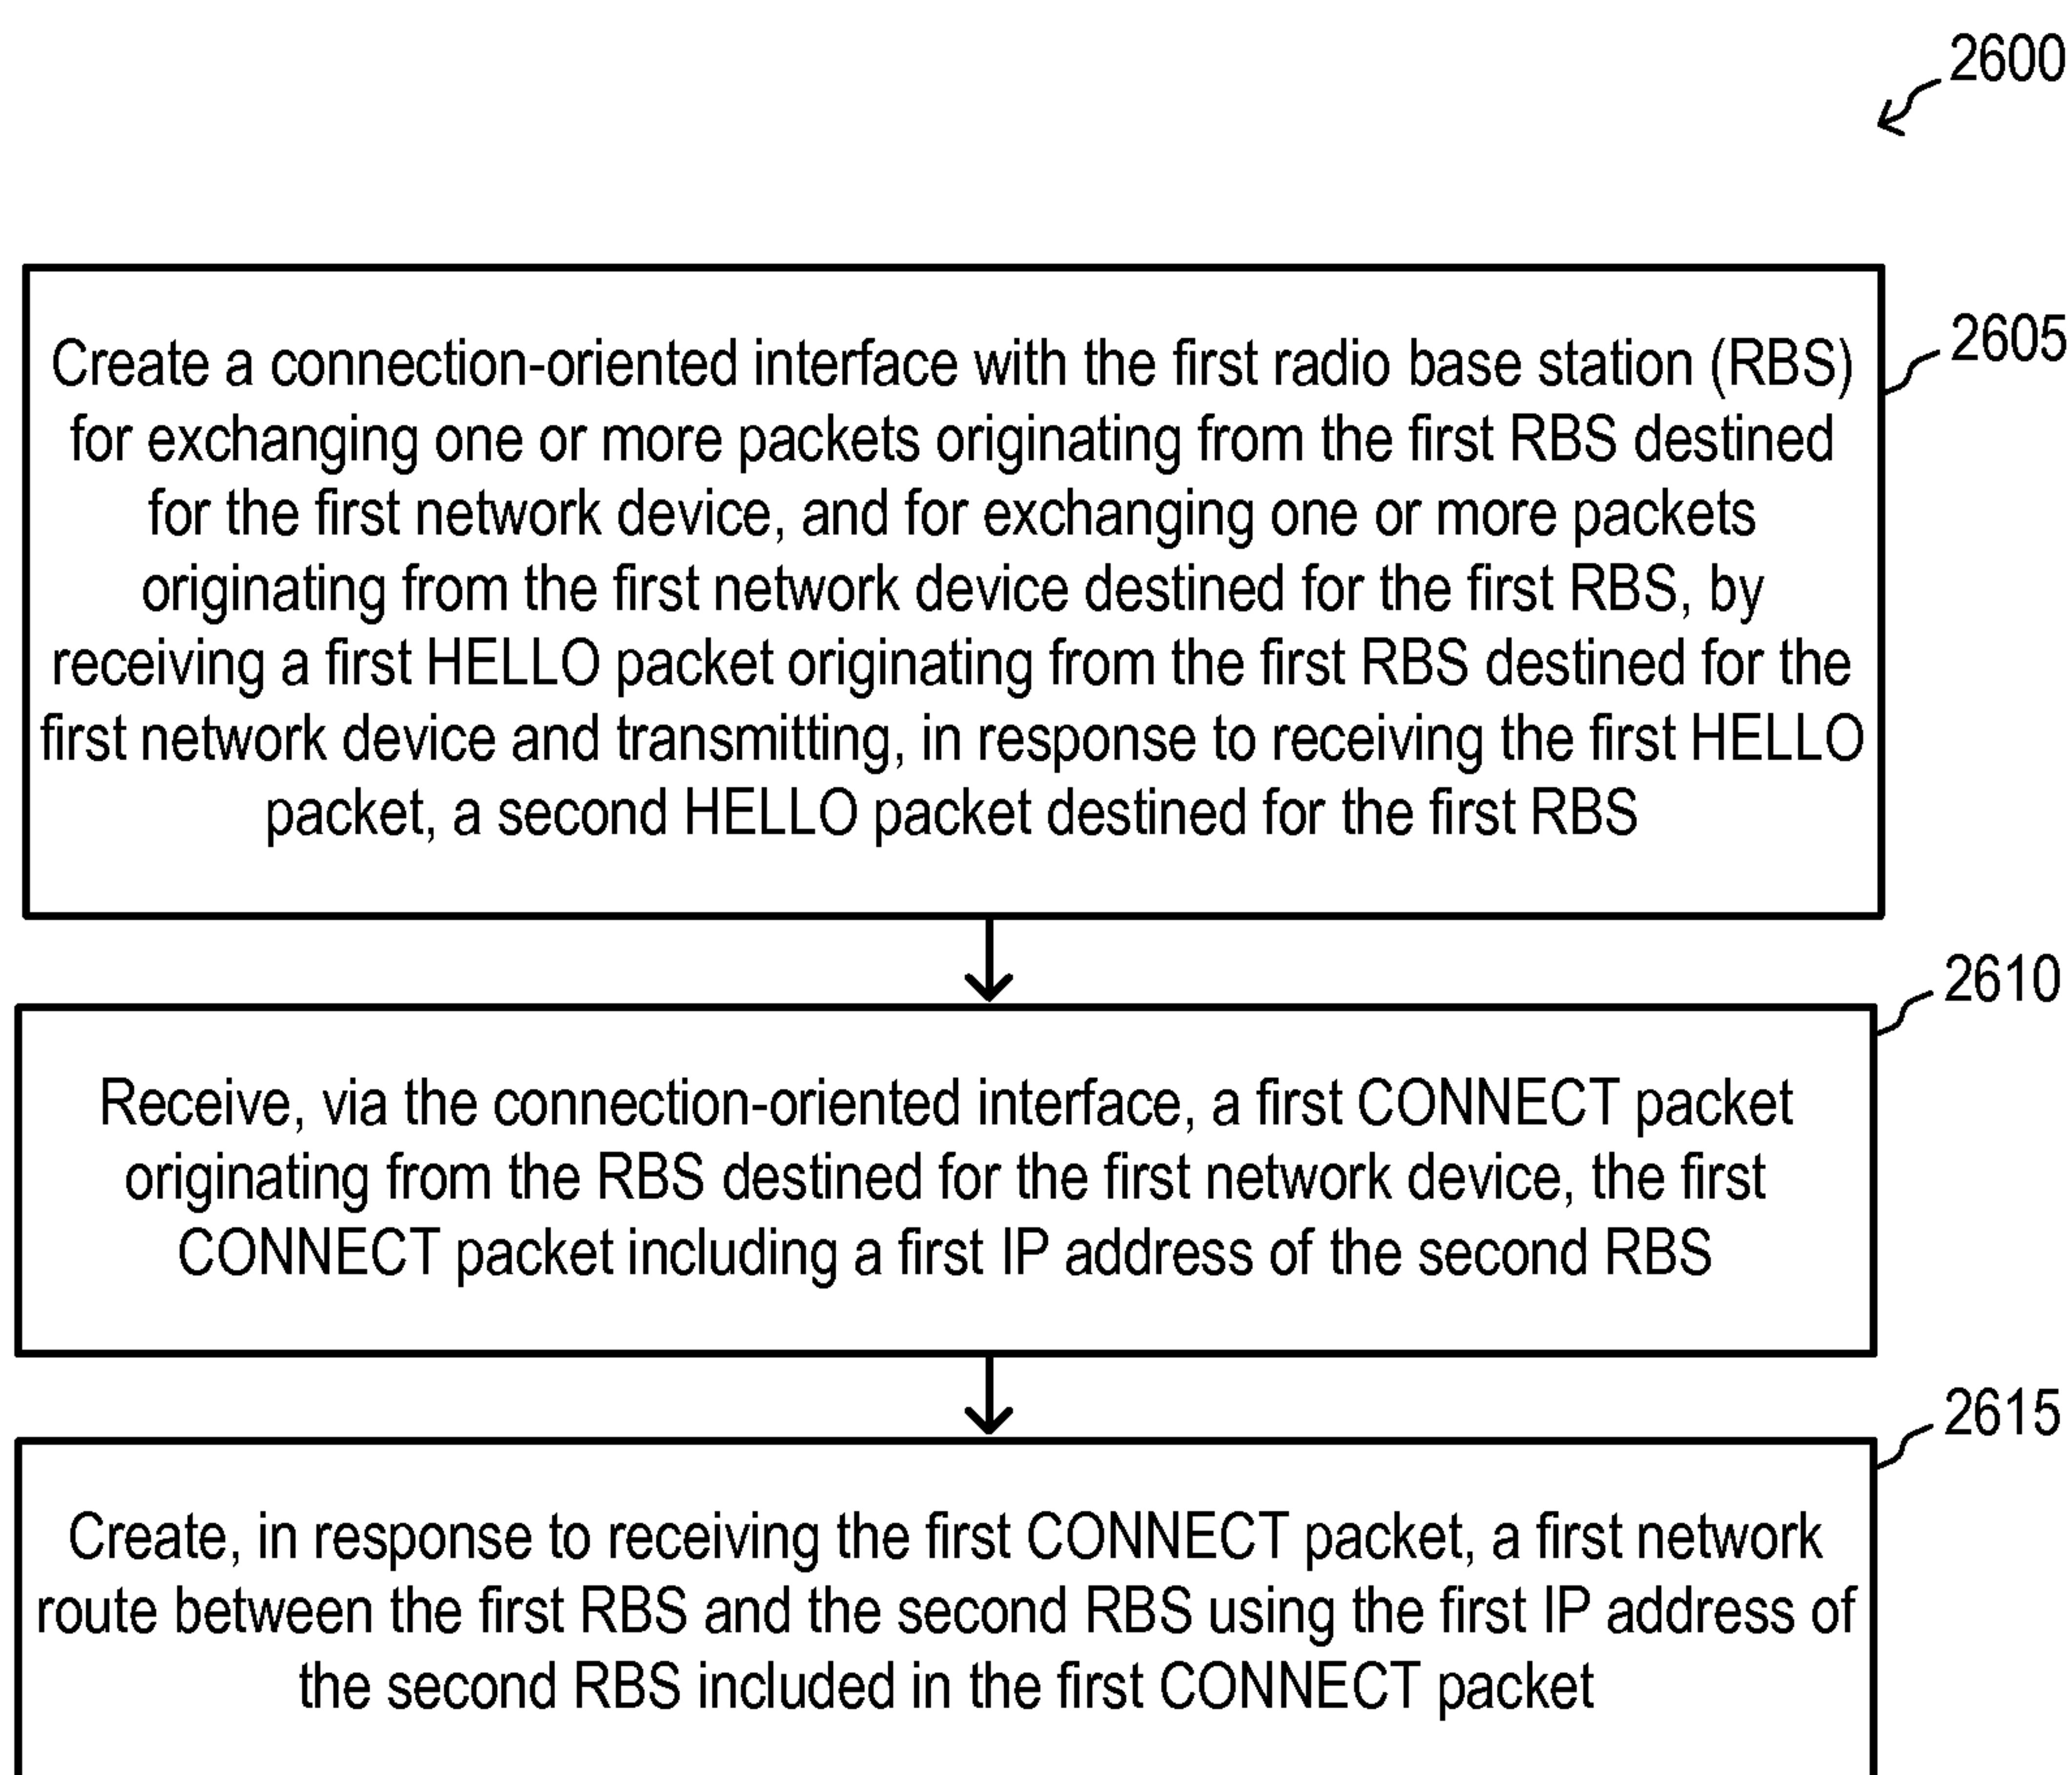 2600
2605
Create a connection-oriented interface with the first radio base station (RBS)
for exchanging one or more packets originating from the first RBS destined
for the first network device, and for exchanging one or more packets
originating from the first network device destined for the first RBS, by
receiving a first HELLO packet originating from the first RBS destined for the
first network device and transmitting, in response to receiving the first HELLO
packet, a second HELLO packet destined for the first RBS
2610
Receive, via the connection-oriented interface, a first CONNECT packet
originating from the RBS destined for the first network device, the first
CONNECT packet including a first IP address of the second RBS
2615
Create, in response to receiving the first CONNECT packet, a first network
route between the first RBS and the second RBS using the first IP address of
the second RBS included in the first CONNECT packet